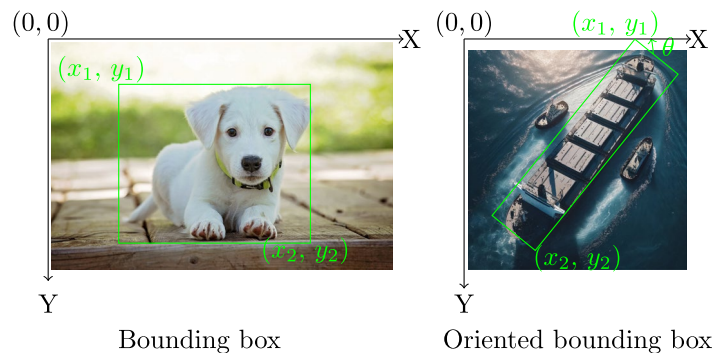 (0, 0)
X
(x₁, y₁)
(x₂, y₂)
Y
Bounding box
(0, 0)
(x₁, y₁)
X
θ
(x₂, y₂)
Y
Oriented bounding box